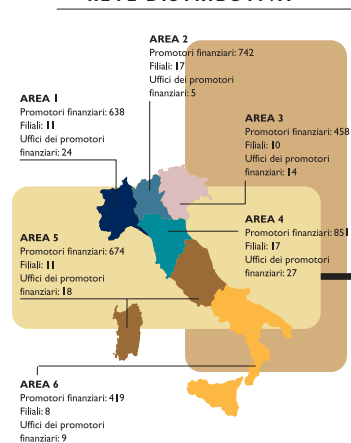 AREA 2
Promotori finanziari: 742
Filiali: 17
Uffici dei promotori
finanziari: 5
AREA 1
Promotori finanziari: 638
Filiali: 11
Uffici dei promotori
finanziari: 24
AREA 3
Promotori finanziari: 458
Filiali: 10
Uffici dei promotori
finanziari: 14
AREA 4
Promotori finanziari: 851
Filiali: 17
Uffici dei promotori
finanziari: 27
AREA 5
Promotori finanziari: 674
Filiali: 11
Uffici dei promotori
finanziari: 18
AREA 6
Promotori finanziari: 419
Filiali: 8
Uffici dei promotori
finanziari: 9